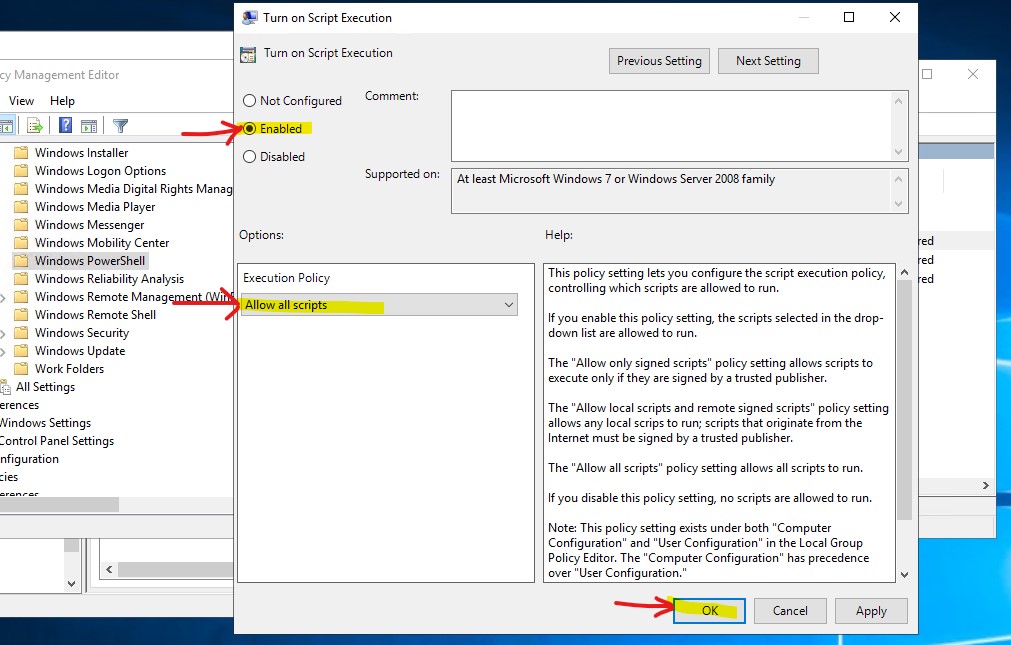 Turn on Script Execution
Turn on Script Execution
Previous Setting
Next Setting
Not Configured
Enabled
Disabled
Comment:
Supported on:
At least Microsoft Windows 7 or Windows Server 2008 family
Options:
Help:
Execution Policy
Allow all scripts
This policy setting lets you configure the script execution policy,
controlling which scripts are allowed to run.
If you enable this policy setting, the scripts selected in the drop-
down list are allowed to run.
The "Allow only signed scripts" policy setting allows scripts to
execute only if they are signed by a trusted publisher.
The "Allow local scripts and remote signed scripts" policy setting
allows any local scrips to run; scripts that originate from the
Internet must be signed by a trusted publisher.
The "Allow all scripts" policy setting allows all scripts to run.
If you disable this policy setting, no scripts are allowed to run.
Note: This policy setting exists under both "Computer
Configuration" and "User Configuration" in the Local Group
Policy Editor. The "Computer Configuration" has precedence
over "User Configuration."
OK
Cancel
Apply
cy Management Editor
View Help
Windows Installer
Windows Logon Options
Windows Media Digital Rights Manag
Windows Media Player
Windows Messenger
Windows Mobility Center
Windows PowerShell
Windows Reliability Analysis
Windows Remote Management (Win
Windows Remote Shell
Windows Security
Windows Update
Work Folders
All Settings
erences
Windows Settings
Control Panel Settings
nfiguration
cies
erences
red
red
red